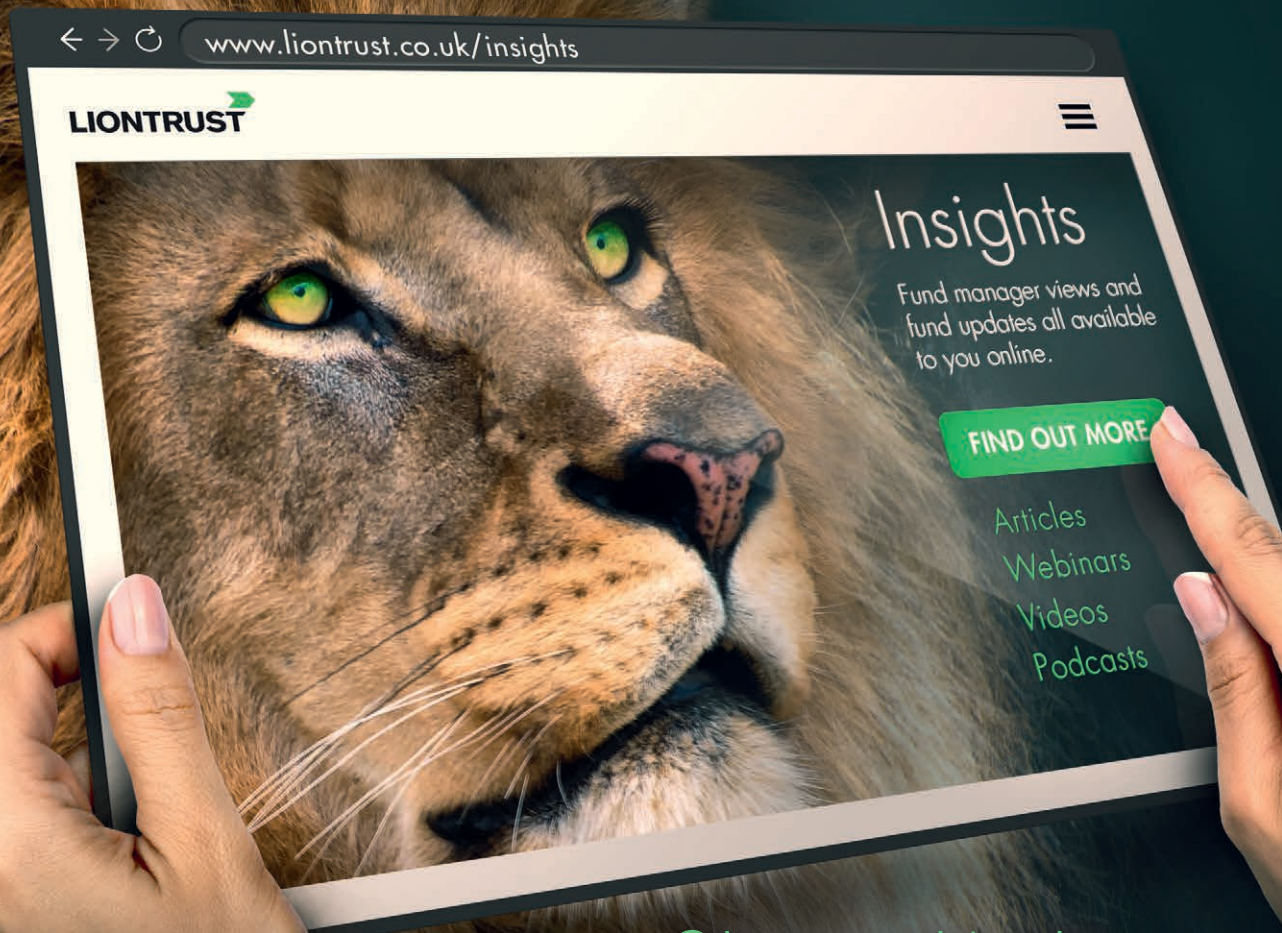 www.liontrust.co.uk/insights
LIONTRUST
Insights
Fund manager views and
fund updates all available
to you online.
FIND OUT MORE
Articles
Webinars
Videos
Podcasts